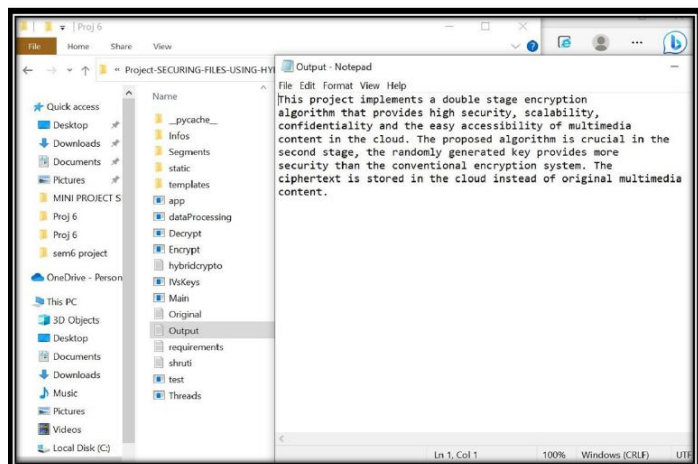 Proj 6
File Home Share View
Project-SECURING-FILES-USING-HY
Quick access
Desktop
Downloads
Documents
Pictures
MINI PROJECT S
Proj 6
Proj 6
sem6 project
OneDrive - Person
This PC
3D Objects
Desktop
Documents
Downloads
Music
Pictures
Videos
Local Disk (C:)
Name
__pycache__
Infos
Segments
static
templates
app
dataProcessing
Decrypt
Encrypt
hybridcrypto
IVsKeys
Main
Original
Output
requirements
shruti
test
Threads
Output - Notepad
File Edit Format View Help
This project implements a double stage encryption
algorithm that provides high security, scalability,
confidentiality and the easy accessibility of multimedia
content in the cloud. The proposed algorithm is crucial in the
second stage, the randomly generated key provides more
security than the conventional encryption system. The
ciphertext is stored in the cloud instead of original multimedia
content.
Ln 1, Col 1 100% Windows (CRLF) UTF